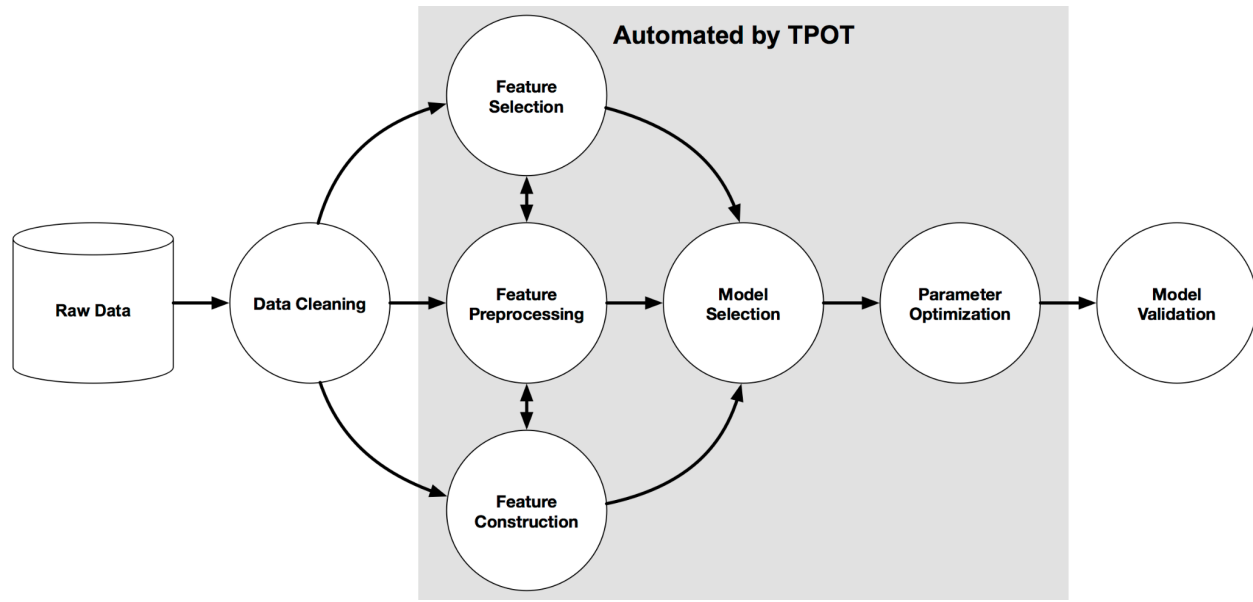 Automated by TPOT
Feature
Selection
Raw Data
Data Cleaning
Feature
Preprocessing
Model
Selection
Parameter
Optimization
Model
Validation
Feature
Construction